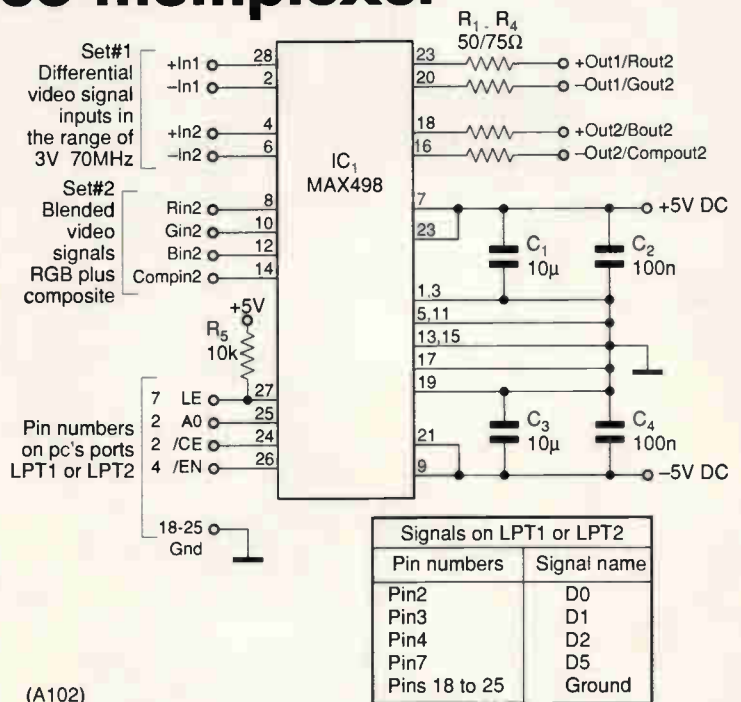 R1 - R4
50/75Ω
Set#1
Differential
video signal
inputs in
the range of
3V 70MHz
+In1
–In1
+In2
–In2
28
2
4
6
IC1
MAX498
23
20
18
16
+Out1/Rout2
–Out1/Gout2
+Out2/Bout2
–Out2/Compout2
Set#2
Blended
video
signals
RGB plus
composite
Rin2
Gin2
Bin2
Compin2
8
10
12
14
7
23
+5V DC
C1
10μ
C2
100n
1,3
5,11
13,15
17
19
21
9
C3
10μ
C4
100n
–5V DC
+5V
R5
10k
Pin numbers
on pc's ports
LPT1 or LPT2
7 LE 27
2 A0 25
2 /CE 24
4 /EN 26
18-25
Gnd
Signals on LPT1 or LPT2
Pin numbers Signal name
Pin2 D0
Pin3 D1
Pin4 D2
Pin7 D5
Pins 18 to 25 Ground
(A102)